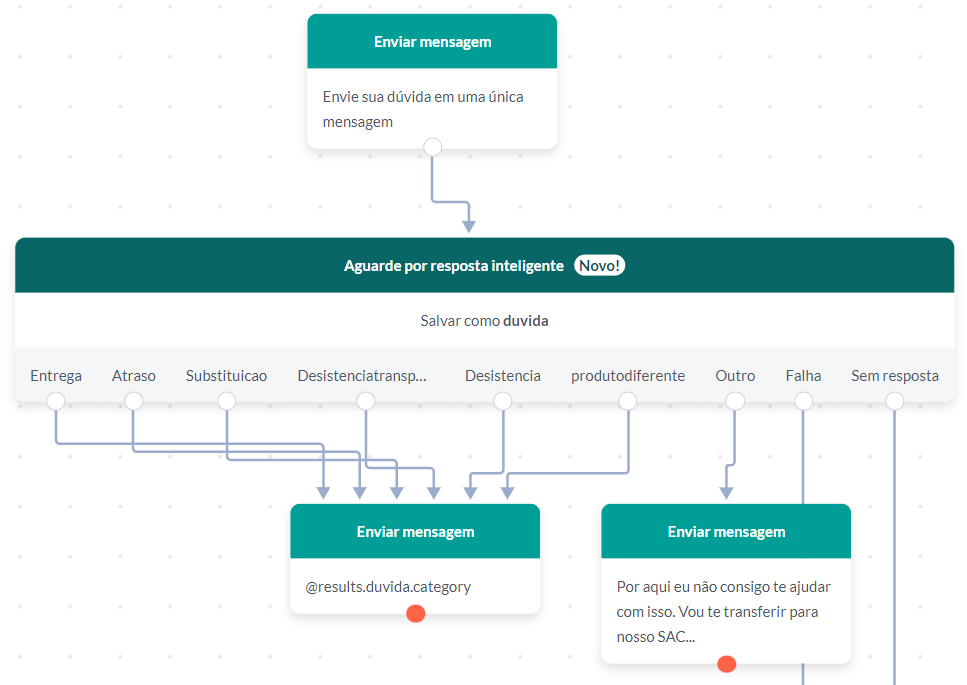 Enviar mensagem
Envie sua dúvida em uma única
mensagem
Aguarde por resposta inteligente Novo!
Salvar como duvida
Entrega Atraso Substituicao Desistenciatransp... Desistencia produtodiferente Outro Falha Sem resposta
Enviar mensagem
@results.duvida.category
Enviar mensagem
Por aqui eu não consigo te ajudar
com isso. Vou te transferir para
nosso SAC...